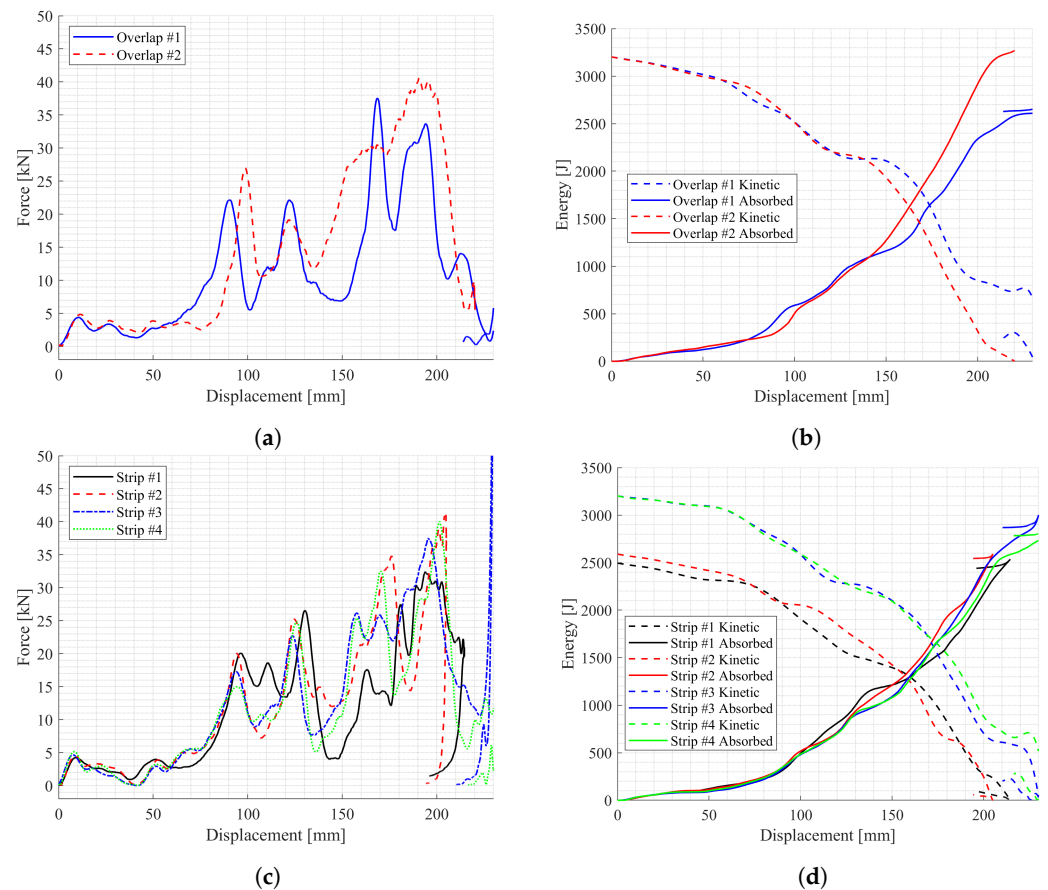 50
45
40
35
30
25
20
15
10
5
0
Force [kN]
Overlap #1
Overlap #2
0 50 100 150 200
Displacement [mm]
(a)
3500
3000
2500
2000
1500
1000
500
0
Energy [J]
Overlap #1 Kinetic
Overlap #1 Absorbed
Overlap #2 Kinetic
Overlap #2 Absorbed
0 50 100 150 200
Displacement [mm]
(b)
50
45
40
35
30
25
20
15
10
5
0
Force [kN]
Strip #1
Strip #2
Strip #3
Strip #4
0 50 100 150 200
Displacement [mm]
(c)
3500
3000
2500
2000
1500
1000
500
0
Energy [J]
Strip #1 Kinetic
Strip #1 Absorbed
Strip #2 Kinetic
Strip #2 Absorbed
Strip #3 Kinetic
Strip #3 Absorbed
Strip #4 Kinetic
Strip #4 Absorbed
0 50 100 150 200
Displacement [mm]
(d)